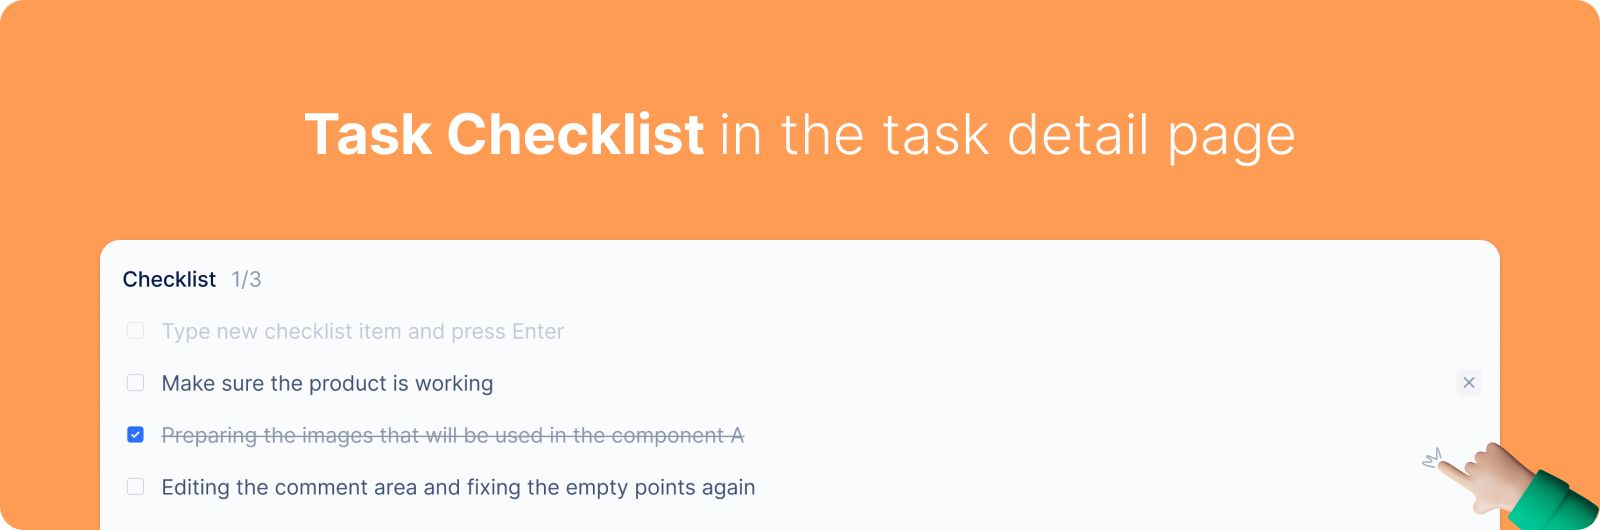 Task Checklist in the task detail page
Checklist 1/3
Type new checklist item and press Enter
Make sure the product is working
Preparing the images that will be used in the component A
Editing the comment area and fixing the empty points again